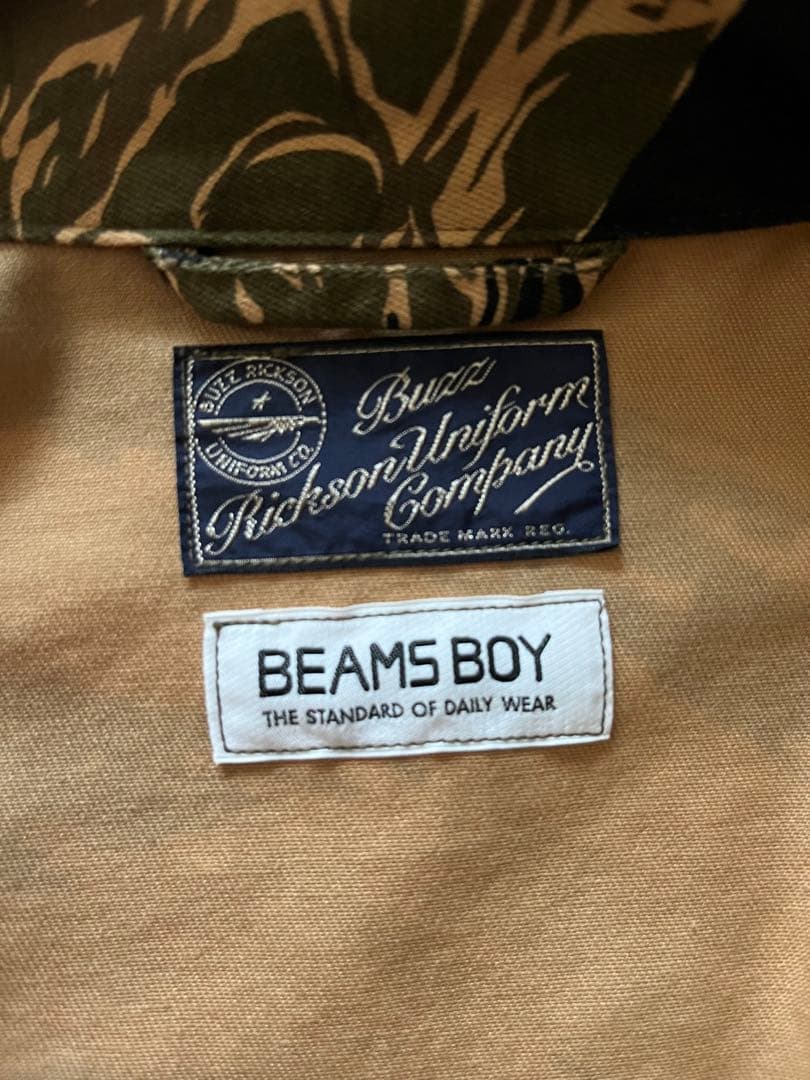 BUZZ RICKSON
UNIFORM CO.
Buzz
Rickson Uniform
Company
TRADE MARK REG.
BEAMS BOY
THE STANDARD OF DAILY WEAR